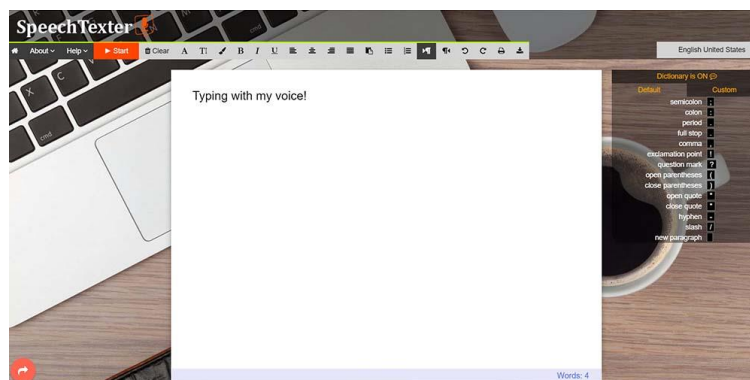 SpeechTexter
About Help Start Clear A T B I U English United States
Typing with my voice!
Dictionary is ON
Default Custom
semicolon ;
colon :
period .
full stop .
comma ,
exclamation point !
question mark ?
open parentheses (
close parentheses )
open quote "
close quote "
hyphen -
slash /
new paragraph
Words: 4
cmd
cmd
X
C